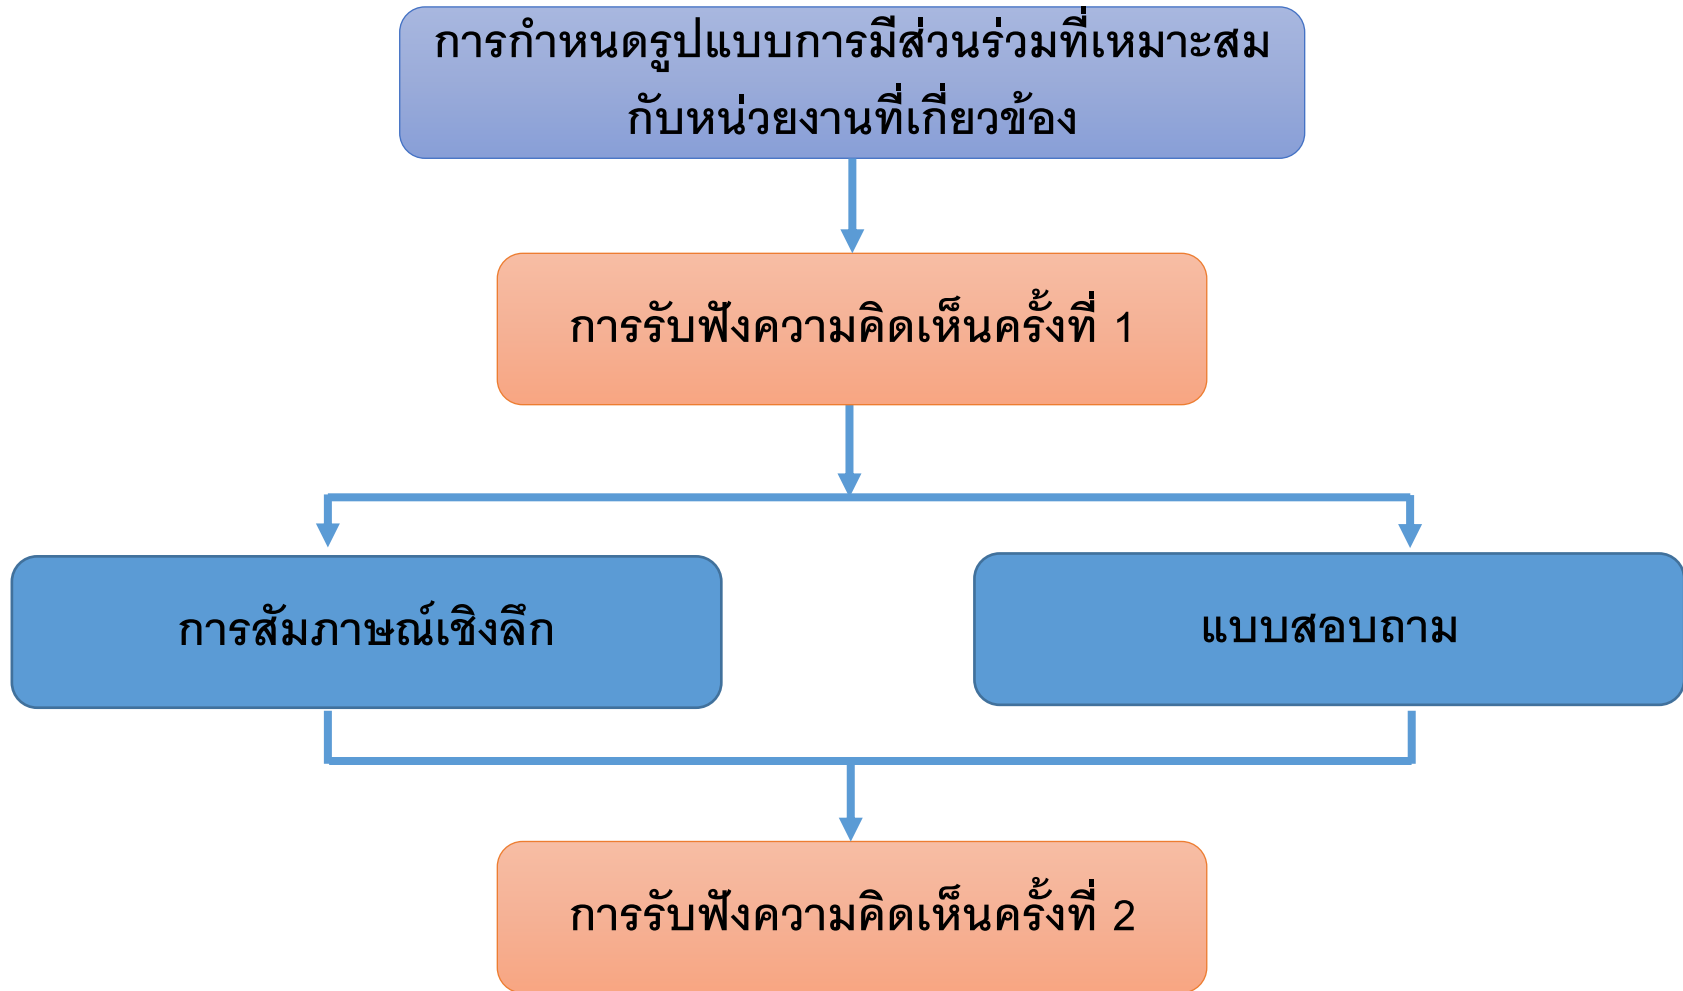 การกำหนดรูปแบบการมีส่วนร่วมที่เหมาะสม
กับหน่วยงานที่เกี่ยวข้อง
การรับฟังความคิดเห็นครั้งที่ 1
การสัมภาษณ์เชิงลึก
แบบสอบถาม
การรับฟังความคิดเห็นครั้งที่ 2